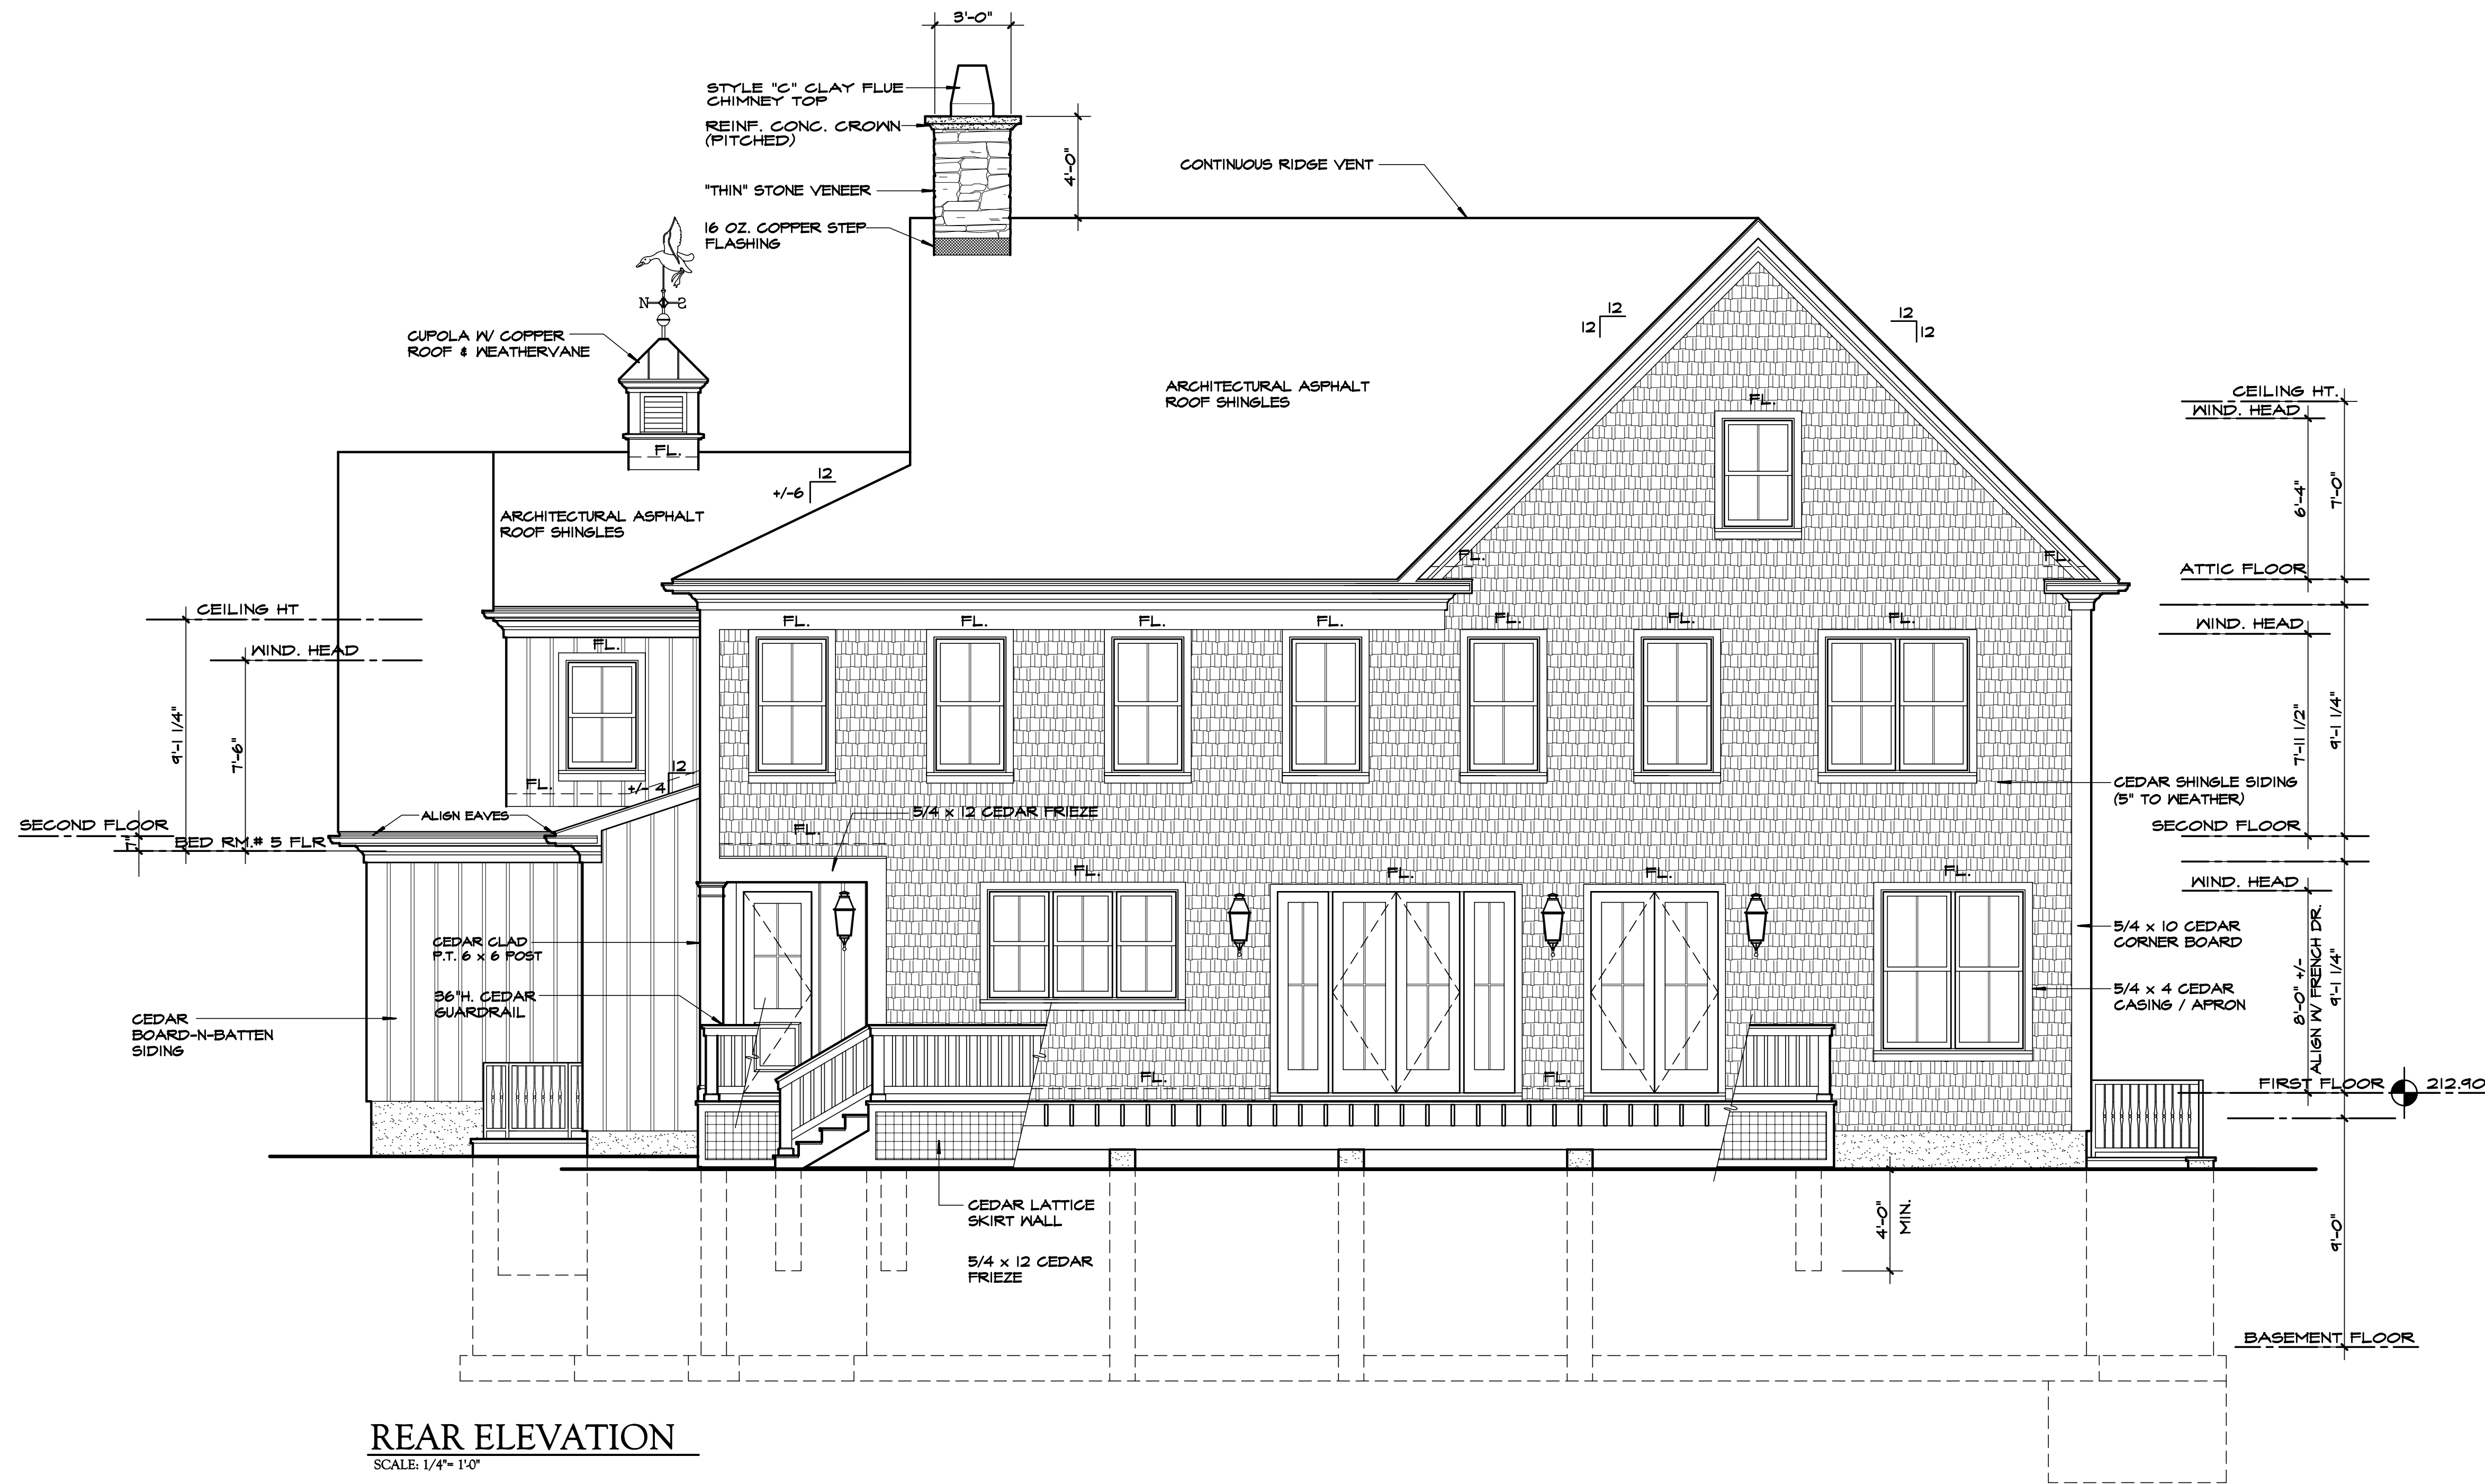 3'-0"
STYLE "C" CLAY FLUE
CHIMNEY TOP
REINF. CONC. CROWN
(PITCHED)
4'-0"
CONTINUOUS RIDGE VENT
"THIN" STONE VENEER
16 OZ. COPPER STEP
FLASHING
N S
12
12
12
12
CUPOLA W/ COPPER
ROOF & WEATHERVANE
ARCHITECTURAL ASPHALT
ROOF SHINGLES
CEILING HT.
WIND. HEAD
FL.
FL.
12
+/-6
6'-4"
7'-0"
ARCHITECTURAL ASPHALT
ROOF SHINGLES
FL.
FL.
ATTIC FLOOR
CEILING HT
FL.
FL.
FL.
FL.
FL.
FL.
FL.
WIND. HEAD
WIND. HEAD
FL.
9'-1 1/4"
7'-6"
7'-11 1/2"
9'-1 1/4"
12
+/- 4
FL.
CEDAR SHINGLE SIDING
(5" TO WEATHER)
ALIGN EAVES
5/4 x 12 CEDAR FRIEZE
SECOND FLOOR
FL.
SECOND FLOOR
7"
BED RM.# 5 FLR
FL.
FL.
FL.
FL.
WIND. HEAD
5/4 x 10 CEDAR
CORNER BOARD
CEDAR CLAD
P.T. 6 x 6 POST
8'-0" +/-
ALIGN W/ FRENCH DR.
9'-1 1/4"
36"H. CEDAR
GUARDRAIL
5/4 x 4 CEDAR
CASING / APRON
CEDAR
BOARD-N-BATTEN
SIDING
FL.
FL.
FIRST FLOOR
212.90
CEDAR LATTICE
SKIRT WALL
4'-0"
MIN.
9'-0"
5/4 x 12 CEDAR
FRIEZE
BASEMENT FLOOR
REAR ELEVATION
SCALE: 1/4"= 1'-0"